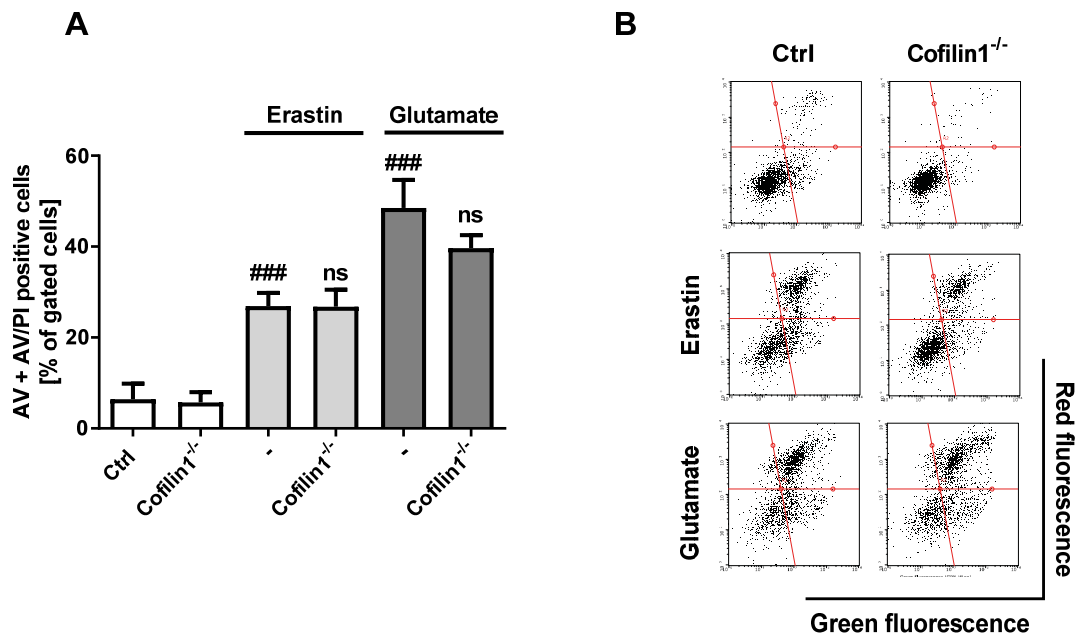 A
B
Ctrl
Cofilin1-/-
Erastin
Glutamate
AV + AV/PI positive cells
[% of gated cells]
60
40
20
0
###
ns
###
ns
Ctrl
Cofilin1-/-
-
Cofilin1-/-
-
Cofilin1-/-
Erastin
Glutamate
Red fluorescence
Green fluorescence